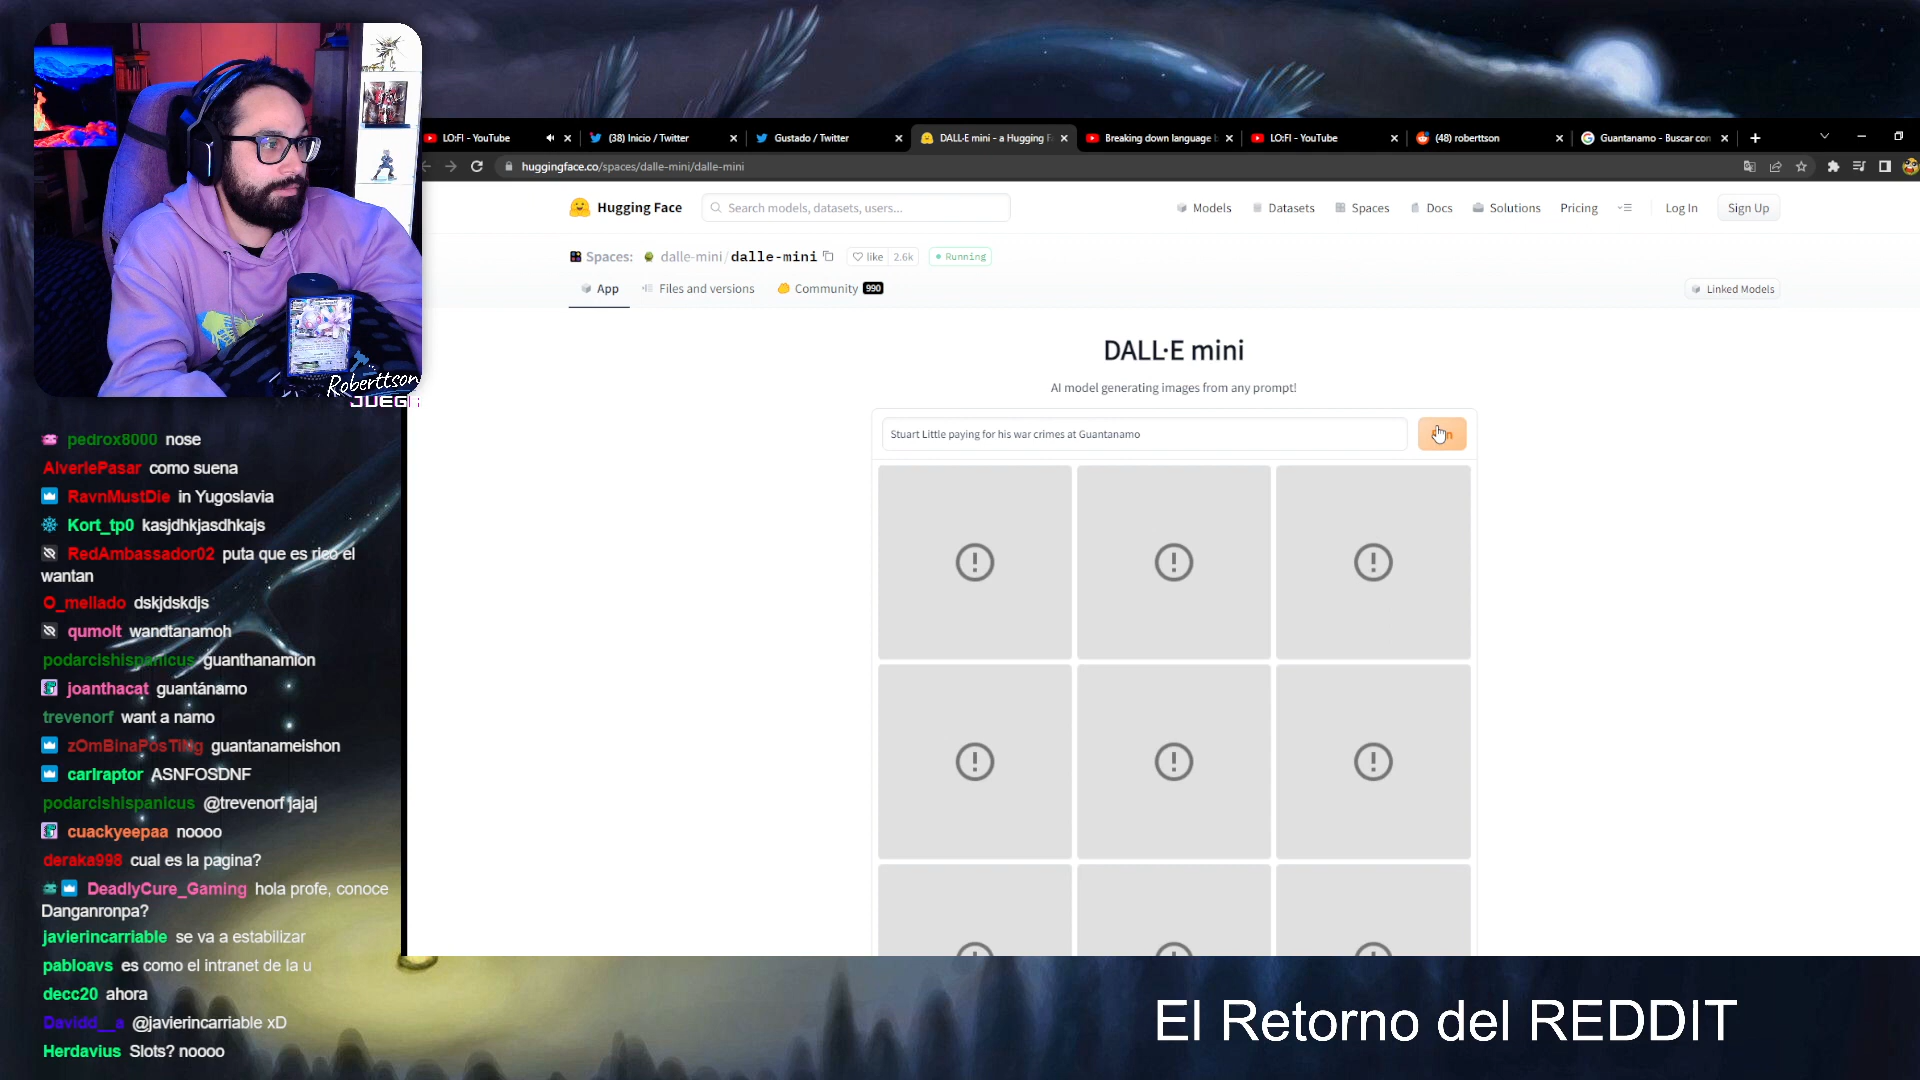 LO:FI - YouTube
(38) Inicio / Twitter
Gustado / Twitter
DALL·E mini - a Hugging F
Breaking down language
LO:FI - YouTube
(48) roberttson
Guantanamo - Buscar con
huggingface.co/spaces/dalle-mini/dalle-mini
Hugging Face
Search models, datasets, users...
Models
Datasets
Spaces
Docs
Solutions
Pricing
Log In
Sign Up
Spaces:
dalle-mini/dalle-mini
like
2.6k
Running
App
Files and versions
Community 990
Linked Models
DALL·E mini
AI model generating images from any prompt!
Stuart Little paying for his war crimes at Guantanamo
Roberttson
JUEGA
pedrox8000 nose
AlveriePasar como suena
RavnMustDie in Yugoslavia
Kort_tp0 kasjdhkjasdhkajs
RedAmbassador02 puta que es rico el
wantan
O_mellado dskjdskdjs
qumolt wandtanamoh
podarcishispanicus guanthanamion
joanthacat guantánamo
trevenorf want a namo
zOmBinaPosTiNg guantanameishon
carlraptor ASNFOSDNF
podarcishispanicus @trevenorf jajaj
cuackyeepaa noooo
deraka998 cual es la pagina?
DeadlyCure_Gaming hola profe, conoce
Danganronpa?
javierincarriable se va a estabilizar
pabloavs es como el intranet de la u
decc20 ahora
Davidd__a @javierincarriable xD
Herdavius Slots? noooo
El Retorno del REDDIT